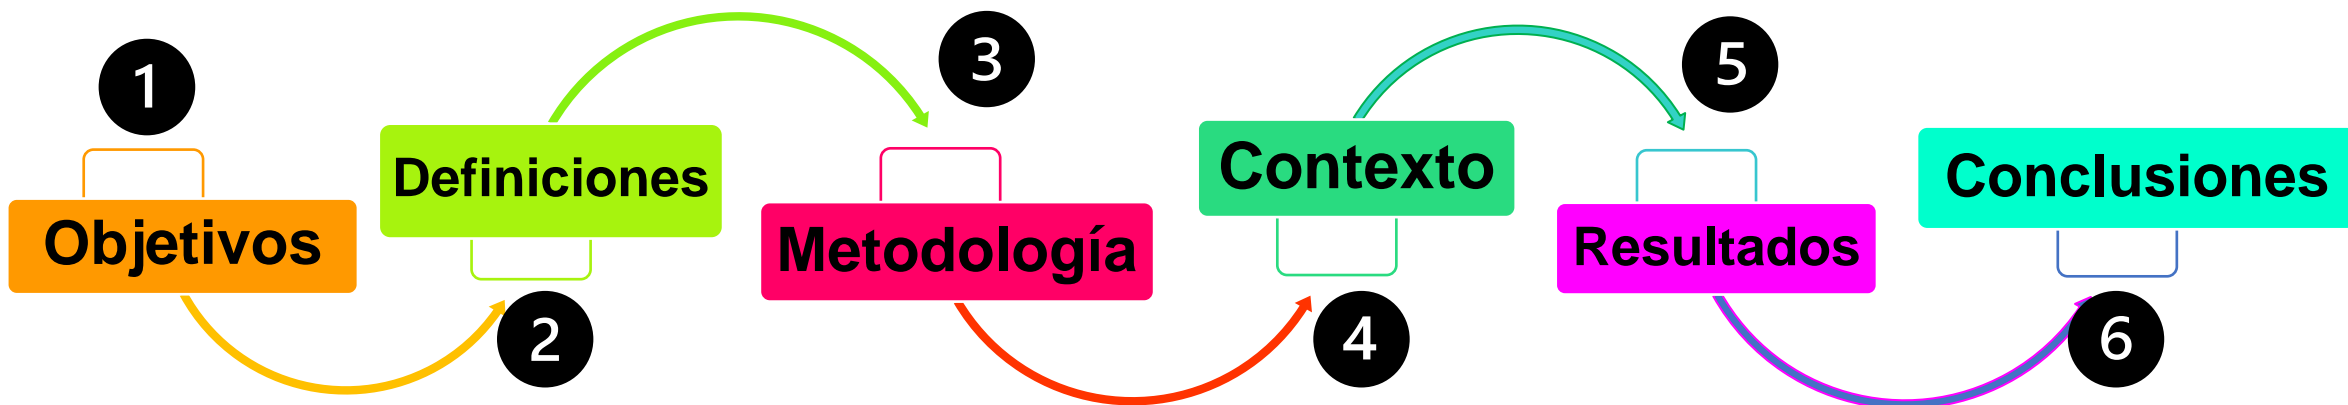 1
Objetivos
2
Definiciones
3
Metodología
4
Contexto
5
Resultados
6
Conclusiones